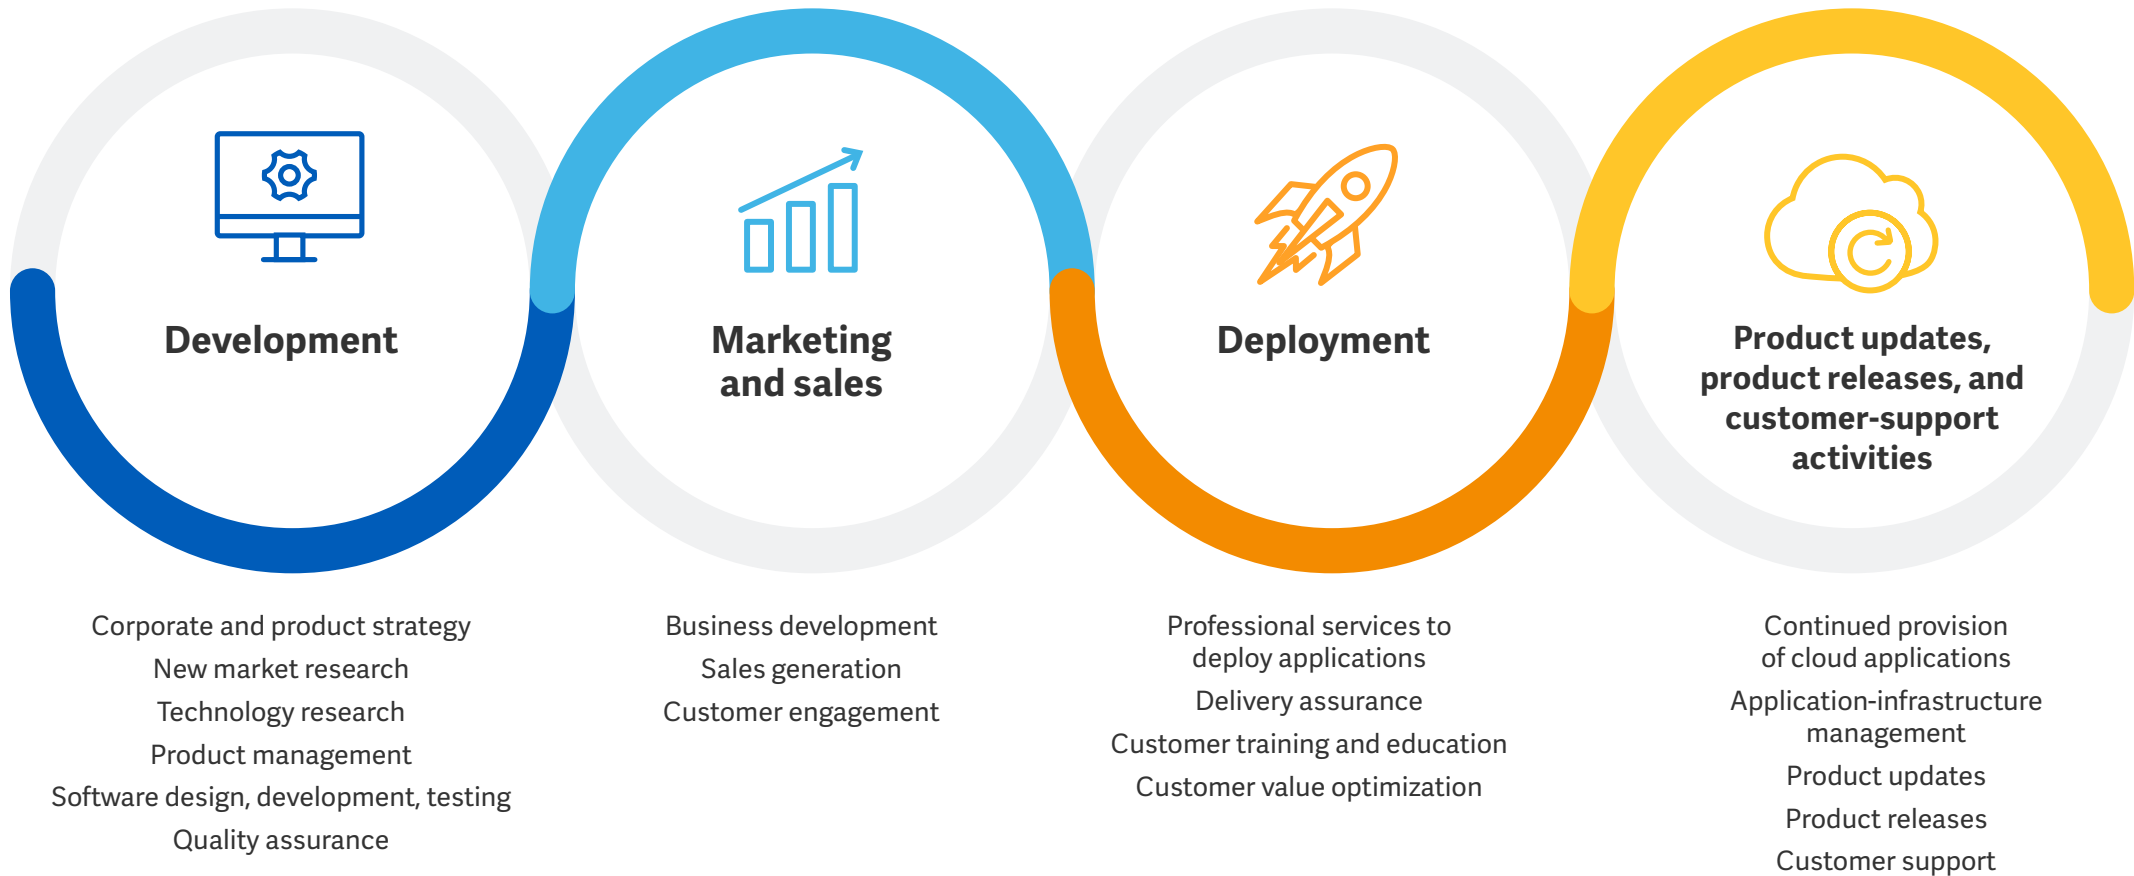 Development
Corporate and product strategy
New market research
Technology research
Product management
Software design, development, testing
Quality assurance
Marketing
and sales
Business development
Sales generation
Customer engagement
Deployment
Professional services to
deploy applications
Delivery assurance
Customer training and education
Customer value optimization
Product updates,
product releases, and
customer-support
activities
Continued provision
of cloud applications
Application-infrastructure
management
Product updates
Product releases
Customer support